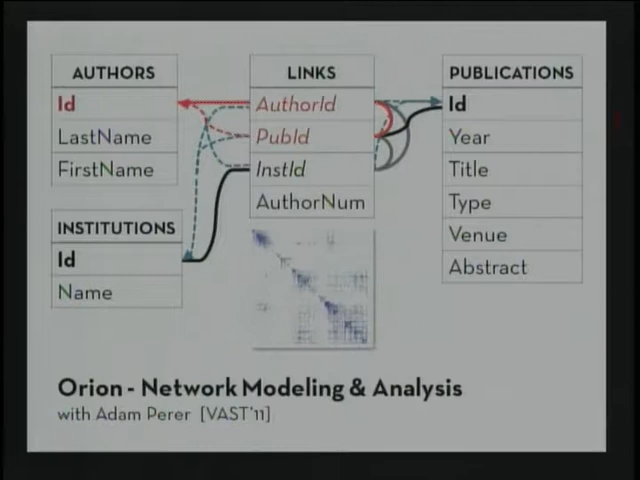 AUTHORS
Id
LastName
FirstName
INSTITUTIONS
Id
Name
LINKS
AuthorId
PubId
InstId
AuthorNum
PUBLICATIONS
Id
Year
Title
Type
Venue
Abstract
Orion - Network Modeling & Analysis
with Adam Perer [VAST'11]